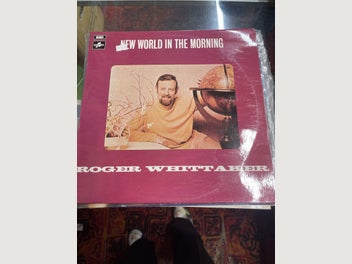 NEW WORLD IN THE MORNING
ROGER WHITTAKER